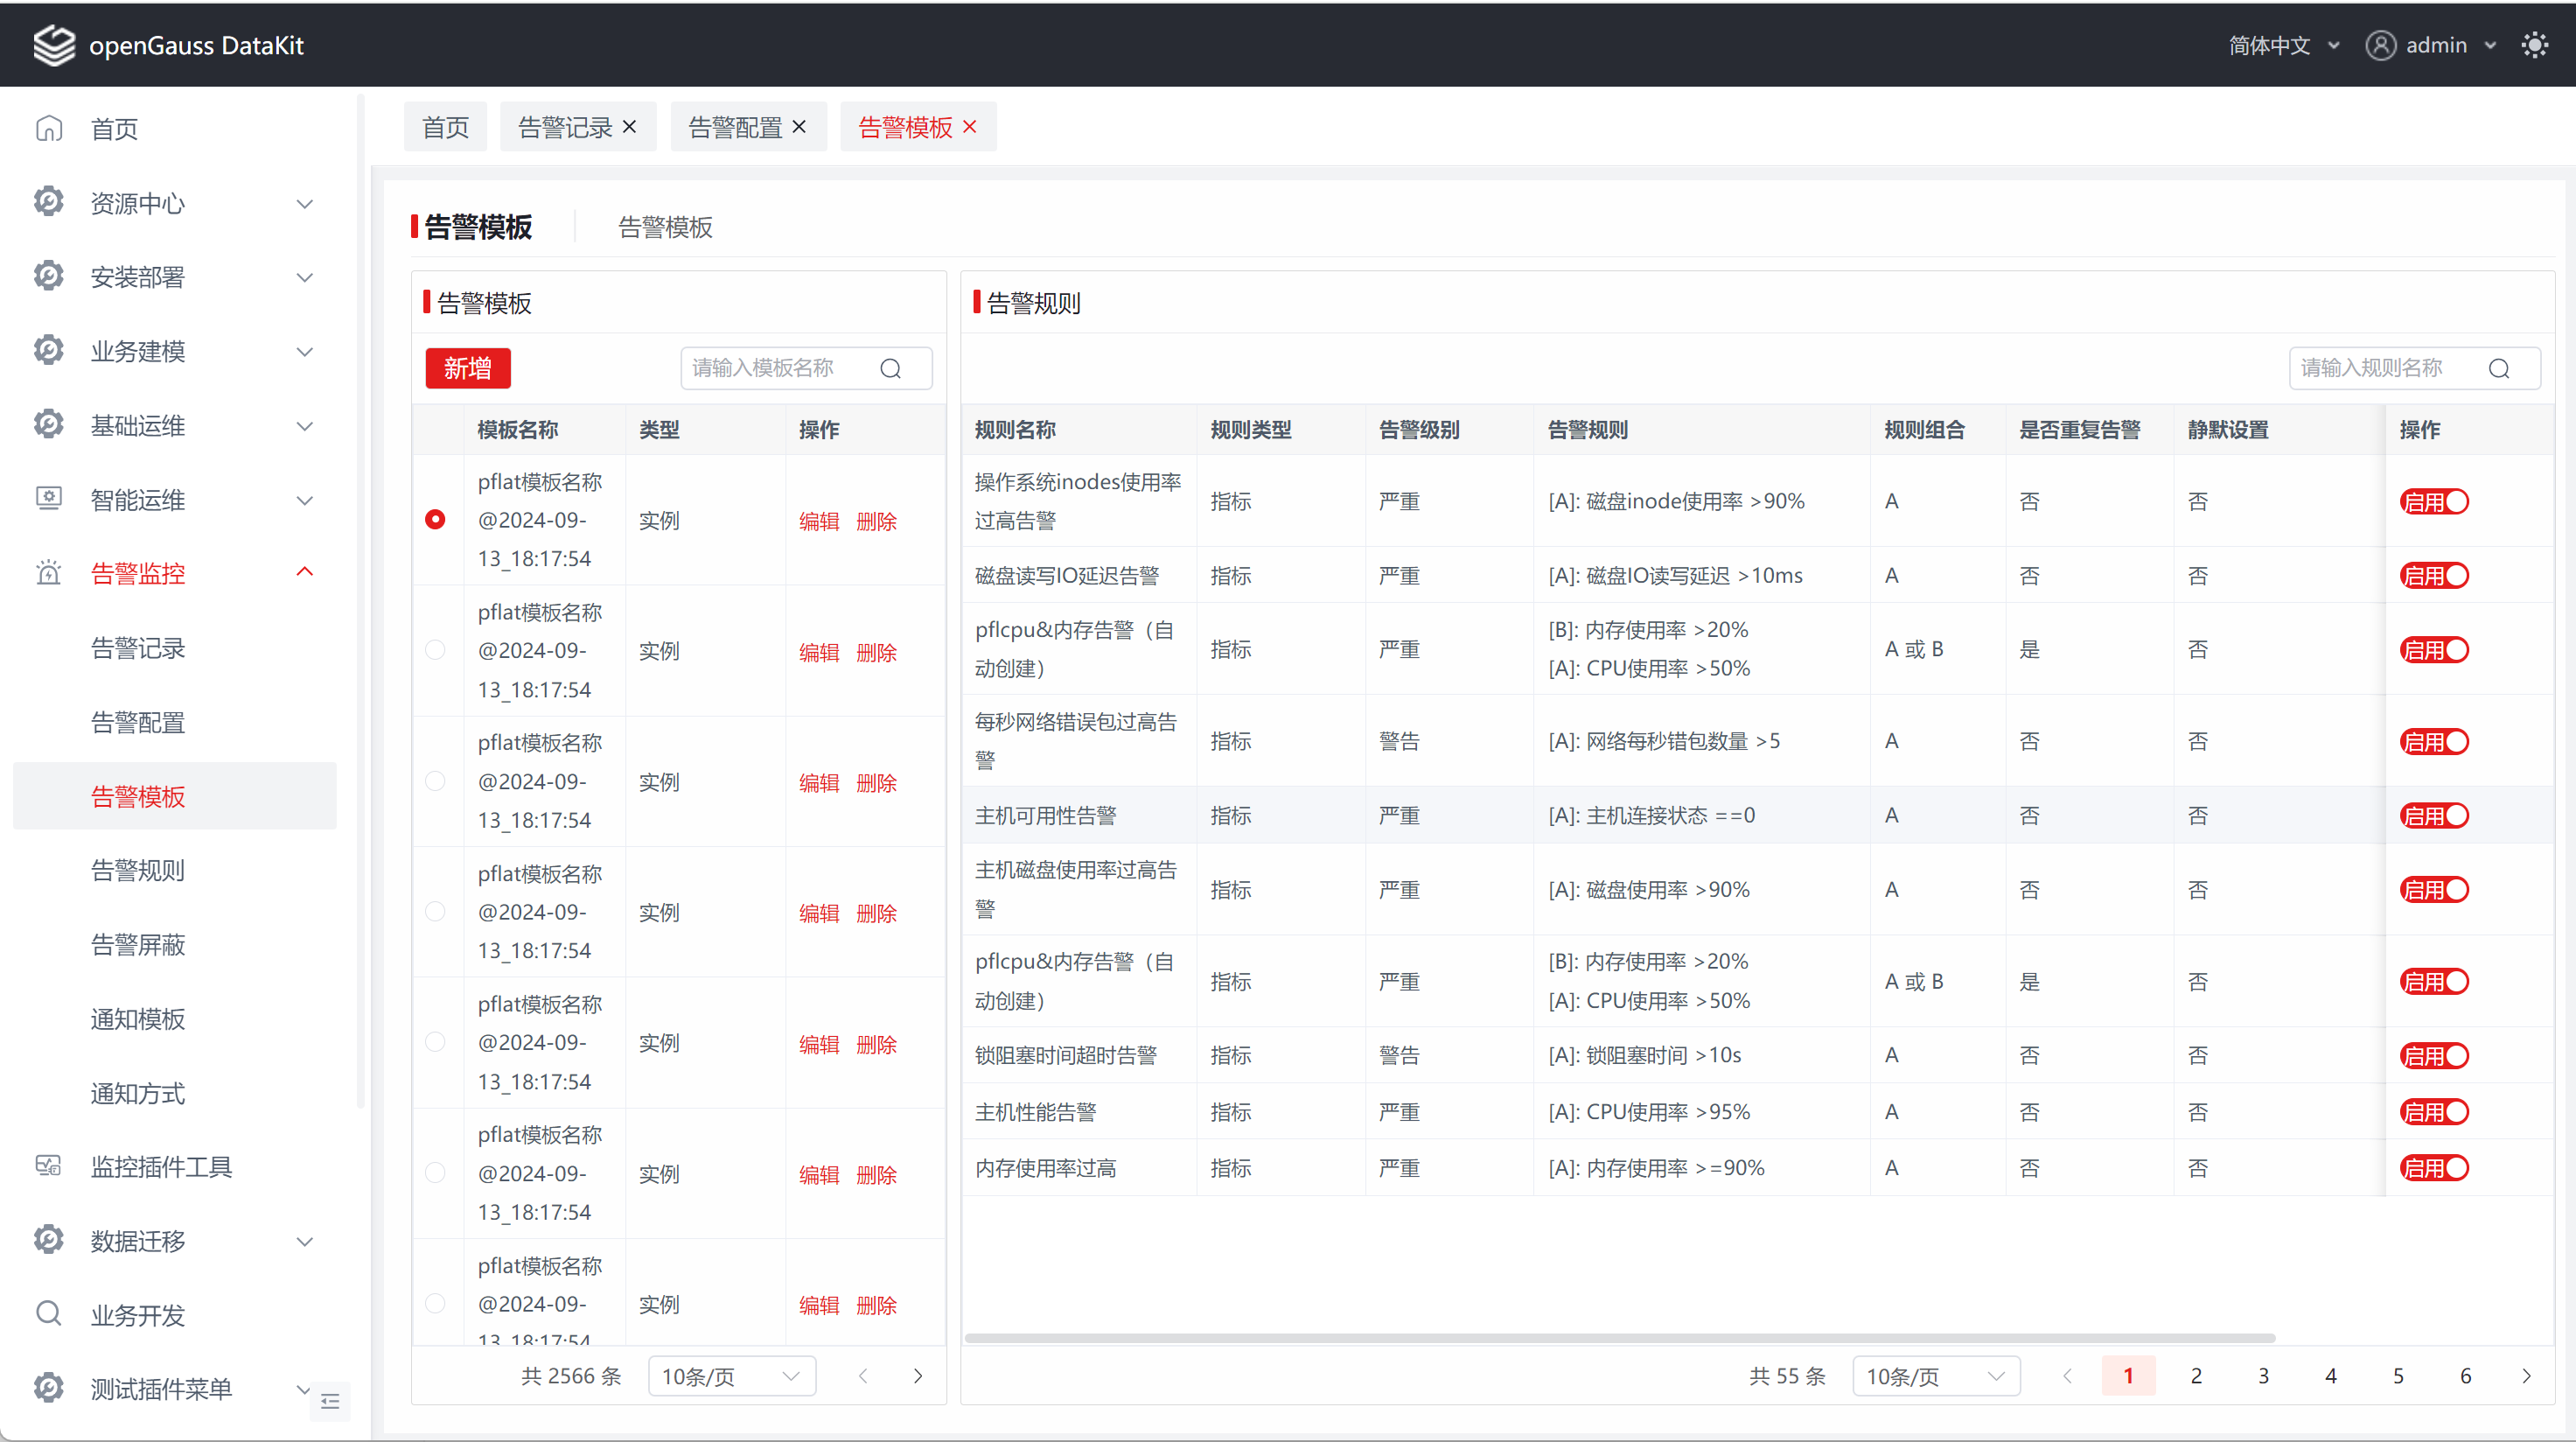 openGauss DataKit
简体中文
admin
首页
资源中心
安装部署
业务建模
基础运维
智能运维
告警监控
告警记录
告警配置
告警模板
告警规则
告警屏蔽
通知模板
通知方式
监控插件工具
数据迁移
业务开发
测试插件菜单
首页 告警记录 告警配置 告警模板
告警模板 告警模板
告警模板
新增 请输入模板名称
模板名称 类型 操作
pflat模板名称
@2024-09-
13_18:17:54
实例 编辑 删除
pflat模板名称
@2024-09-
13_18:17:54
实例 编辑 删除
pflat模板名称
@2024-09-
13_18:17:54
实例 编辑 删除
pflat模板名称
@2024-09-
13_18:17:54
实例 编辑 删除
pflat模板名称
@2024-09-
13_18:17:54
实例 编辑 删除
pflat模板名称
@2024-09-
13_18:17:54
实例 编辑 删除
pflat模板名称
@2024-09-
13_18:17:54
实例 编辑 删除
共 2566 条 10条/页
告警规则
请输入规则名称
规则名称 规则类型 告警级别 告警规则 规则组合 是否重复告警 静默设置 操作
操作系统inodes使用率
过高告警
指标 严重 [A]: 磁盘inode使用率 >90% A 否 否 启用
磁盘读写IO延迟告警 指标 严重 [A]: 磁盘IO读写延迟 >10ms A 否 否 启用
pflcpu&内存告警（自
动创建）
指标 严重
[B]: 内存使用率 >20%
[A]: CPU使用率 >50%
A 或 B 是 否 启用
每秒网络错误包过高告
警
指标 警告 [A]: 网络每秒错包数量 >5 A 否 否 启用
主机可用性告警 指标 严重 [A]: 主机连接状态 ==0 A 否 否 启用
主机磁盘使用率过高告
警
指标 严重 [A]: 磁盘使用率 >90% A 否 否 启用
pflcpu&内存告警（自
动创建）
指标 严重
[B]: 内存使用率 >20%
[A]: CPU使用率 >50%
A 或 B 是 否 启用
锁阻塞时间超时告警 指标 警告 [A]: 锁阻塞时间 >10s A 否 否 启用
主机性能告警 指标 严重 [A]: CPU使用率 >95% A 否 否 启用
内存使用率过高 指标 严重 [A]: 内存使用率 >=90% A 否 否 启用
共 55 条 10条/页 1 2 3 4 5 6